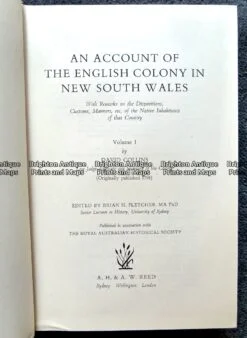 AN ACCOUNT OF
THE ENGLISH COLONY IN
NEW SOUTH WALES
With Remarks on the Dispositions,
Customs, Manners, etc. of the Native Inhabitants
of that Country
Volume 1
by
DAVID COLLINS
Brighton Antique Brighton Antique Brighton Antique
Prints and Maps Prints and Maps Prints and Maps
(Originally published 1798)
EDITED BY BRIAN H. FLETCHER, MA PhD
Senior Lecturer in History, University of Sydney
Published in association with
THE ROYAL AUSTRALIAN HISTORICAL SOCIETY
A. H. & A. W. REED
Sydney Wellington London